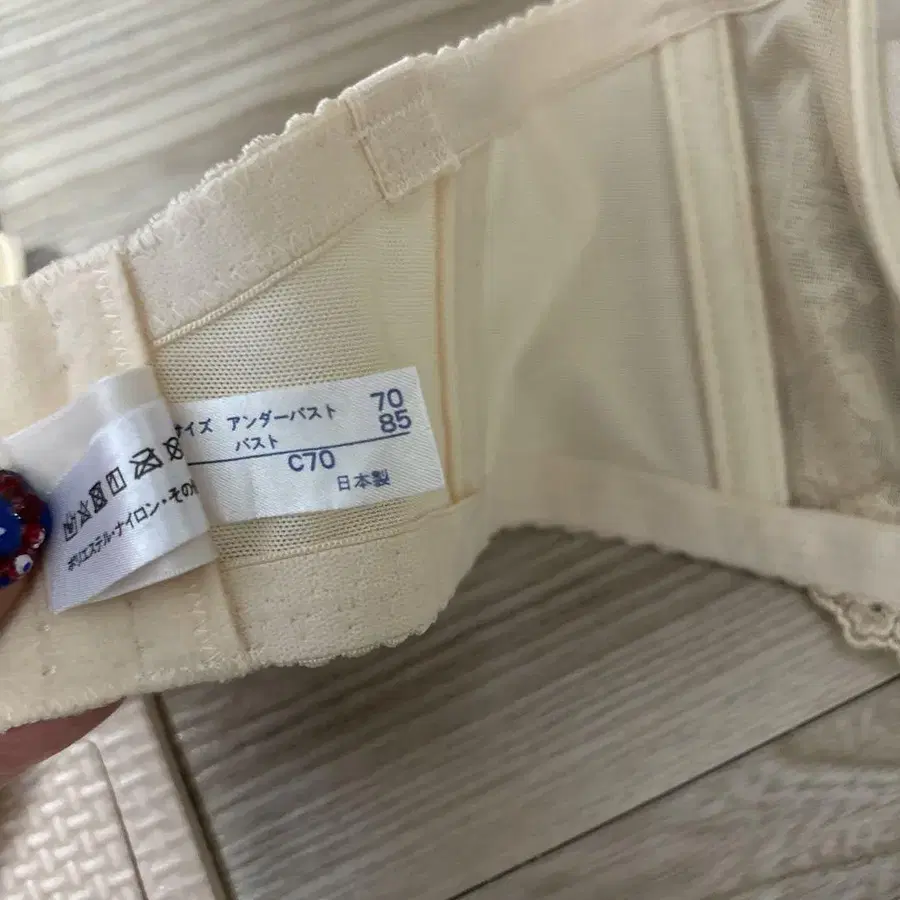 サイズ アンダーバスト 70
バスト 85
C70
日本製
ポリエステル・ナイロン・その他